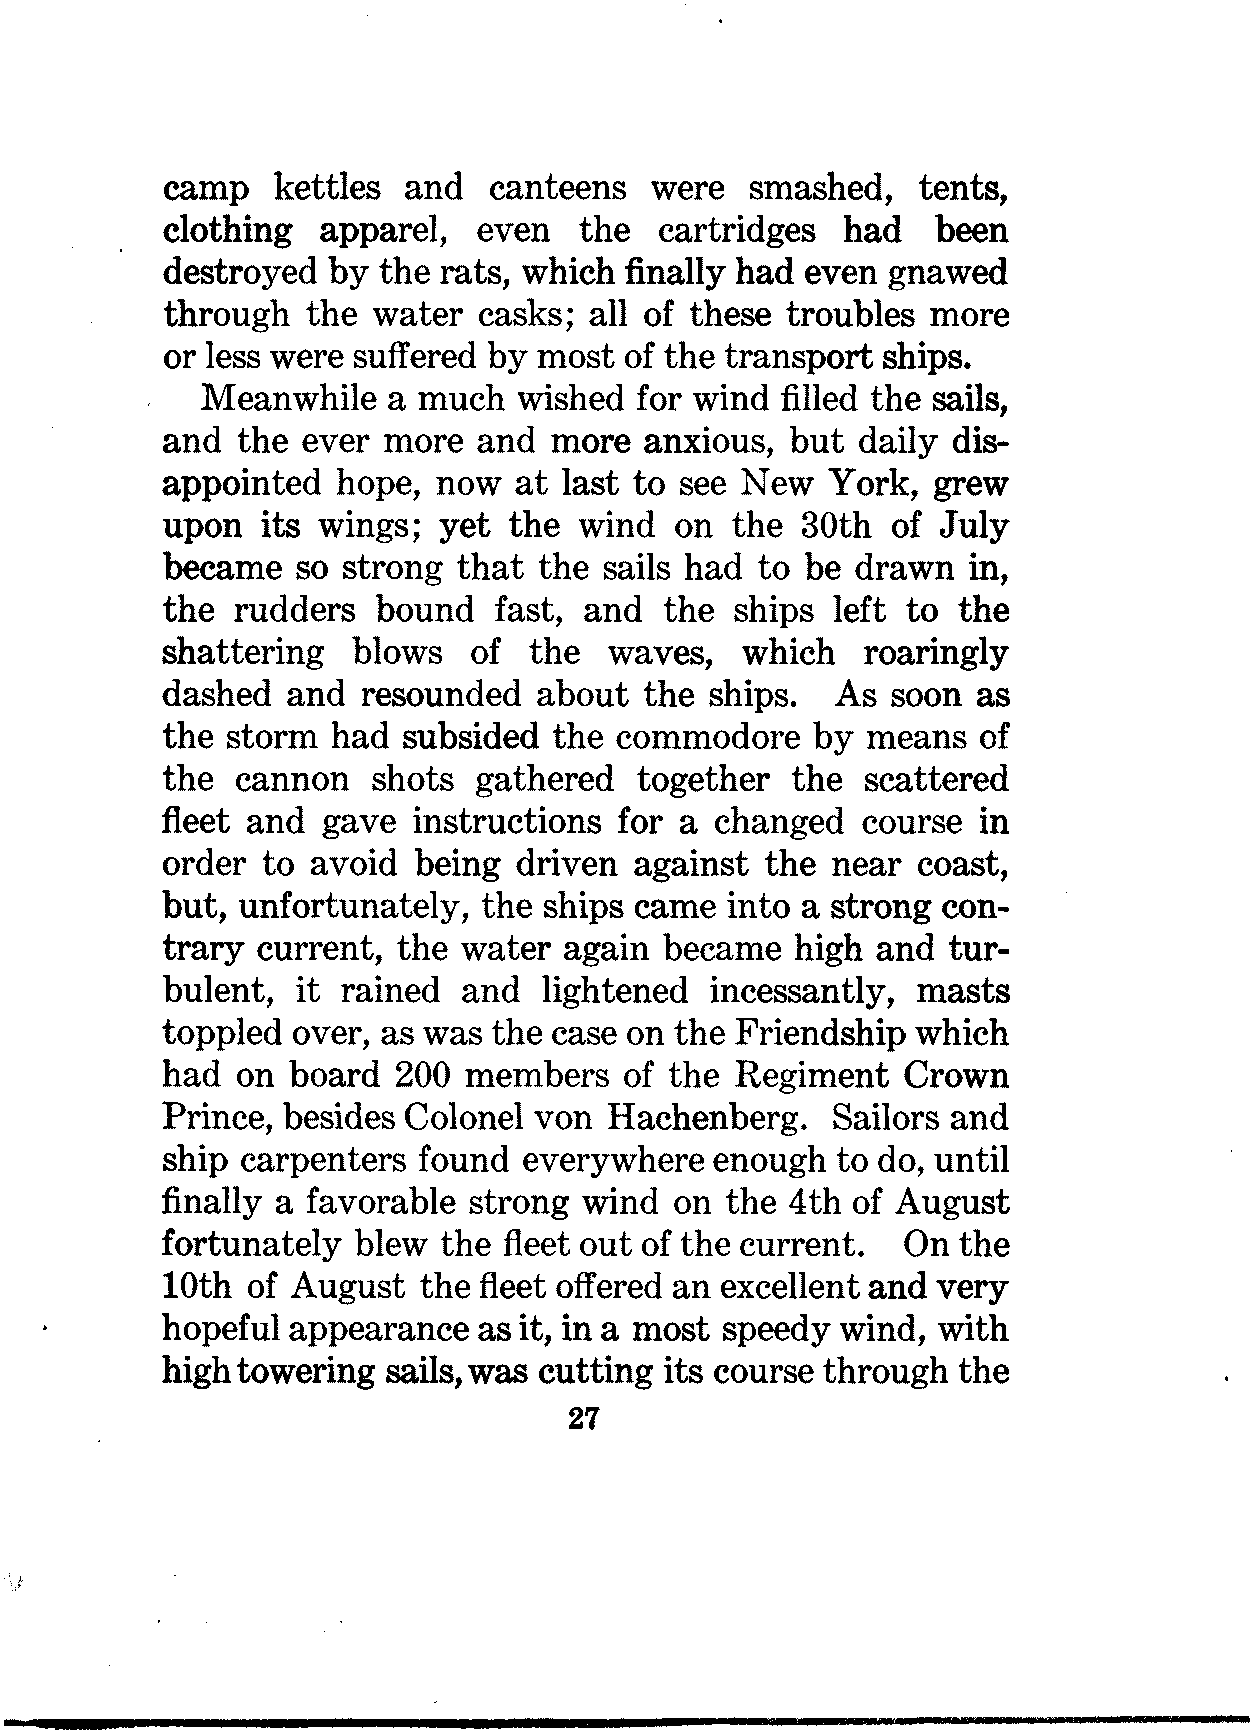 camp kettles and canteens were smashed, tents,
clothing apparel, even the cartridges had been
destroyed by the rats, which finally had even gnawed
through the water casks; all of these troubles more
or less were suffered by most of the transport ships.
Meanwhile a much wished for wind filled the sails,
and the ever more and more anxious, but daily dis-
appointed hope, now at last to see New York, grew
upon its wings; yet the wind on the 30th of July
became so strong that the sails had to be drawn in,
the rudders bound fast, and the ships left to the
shattering blows of the waves, which roaringly
dashed and resounded about the ships. As soon as
the storm had subsided the commodore by means of
the cannon shots gathered together the scattered
fleet and gave instructions for a changed course in
order to avoid being driven against the near coast,
but, unfortunately, the ships came into a strong con-
trary current, the water again became high and tur-
bulent, it rained and lightened incessantly, masts
toppled over, as was the case on the Friendship which
had on board 200 members of the Regiment Crown
Prince, besides Colonel von Hachenberg. Sailors and
ship carpenters found everywhere enough to do, until
finally a favorable strong wind on the 4th of August
fortunately blew the fleet out of the current. On the
10th of August the fleet offered an excellent and very
hopeful appearance as it, in a most speedy wind, with
high towering sails, was cutting its course through the
27